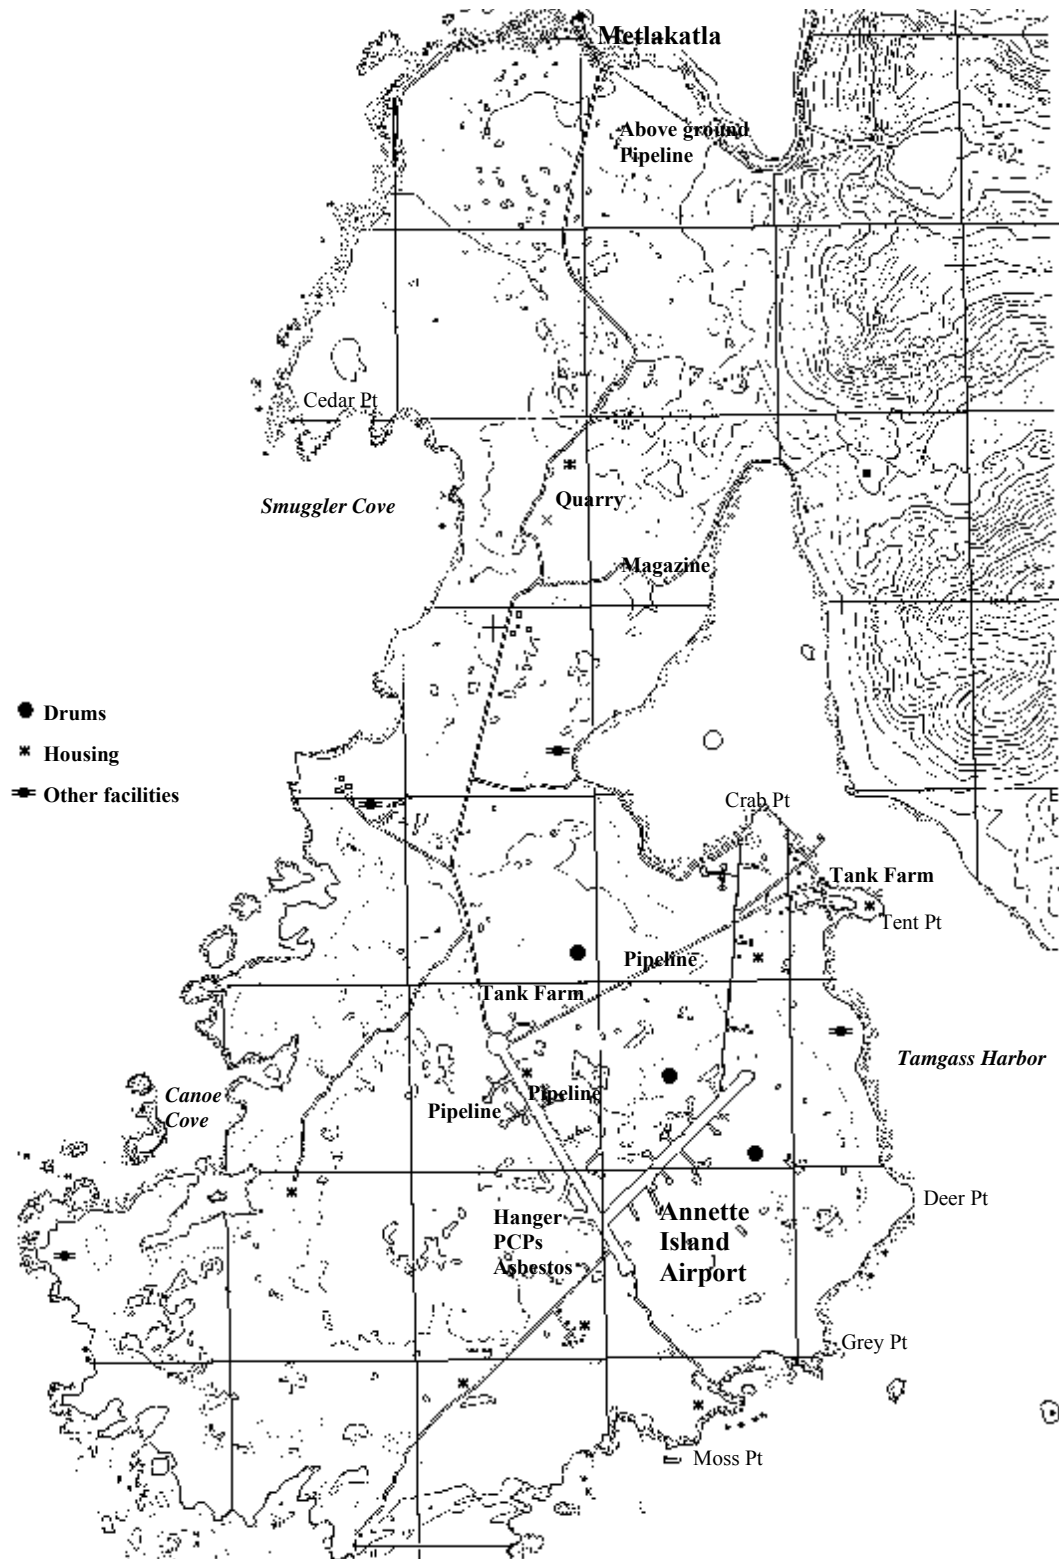 Metlakatla
Above ground
Pipeline
Cedar Pt
Smuggler Cove
Quarry
Magazine
Drums
Housing
Other facilities
Crab Pt
Tank Farm
Tent Pt
Pipeline
Tank Farm
Tamgass Harbor
Canoe
Cove
Pipeline
Pipeline
Deer Pt
Hanger
PCPs
Asbestos
Annette
Island
Airport
Grey Pt
Moss Pt